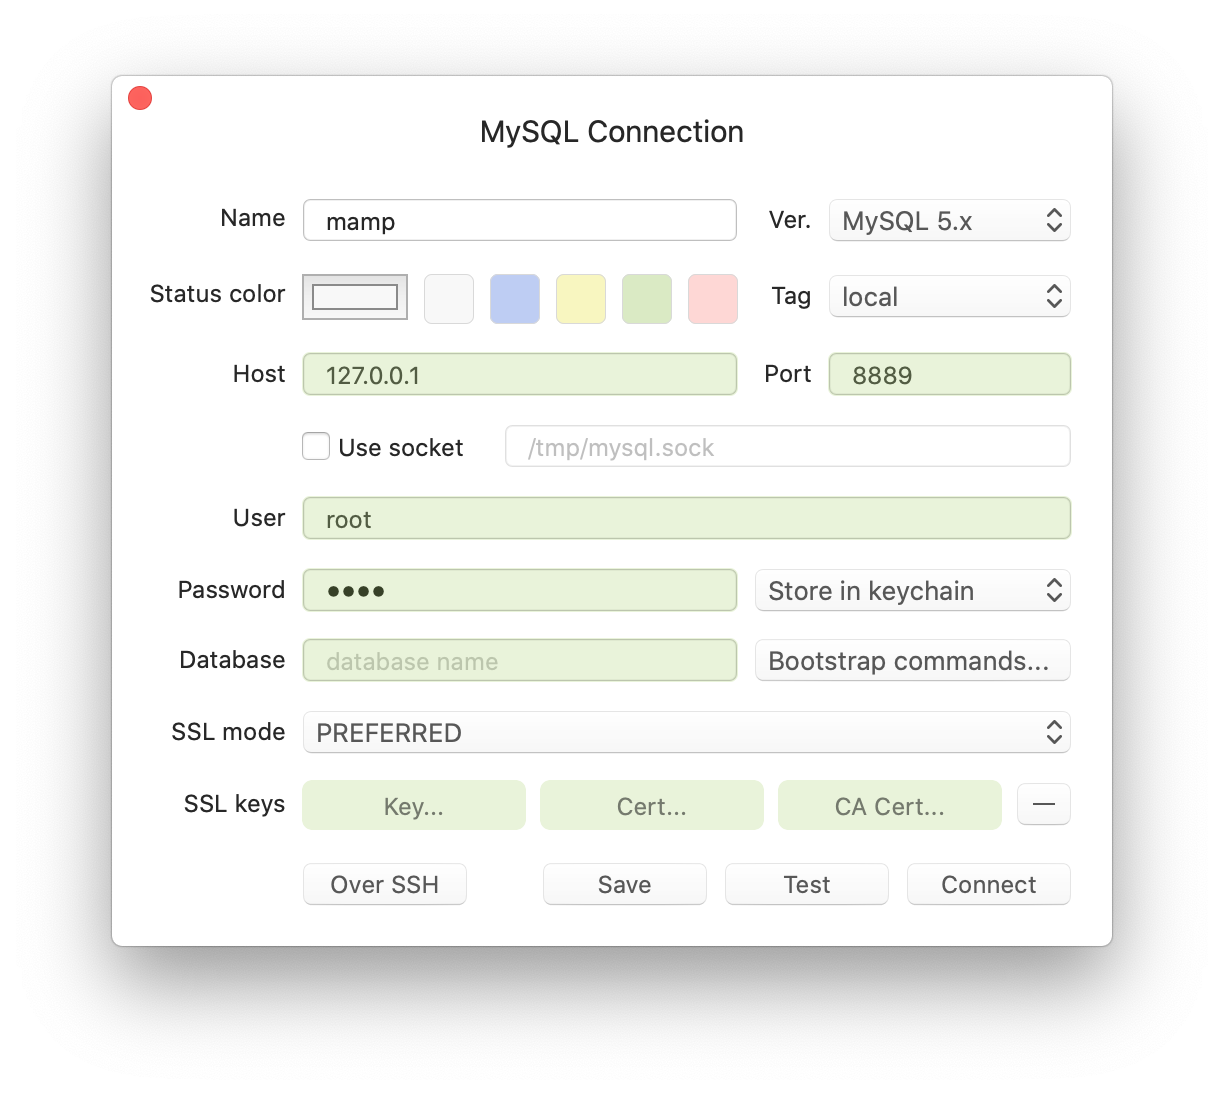 MySQL Connection
Name mamp Ver. MySQL 5.x
Status color Tag local
Host 127.0.0.1 Port 8889
Use socket /tmp/mysql.sock
User root
Password •••• Store in keychain
Database database name Bootstrap commands...
SSL mode PREFERRED
SSL keys Key... Cert... CA Cert...
Over SSH Save Test Connect